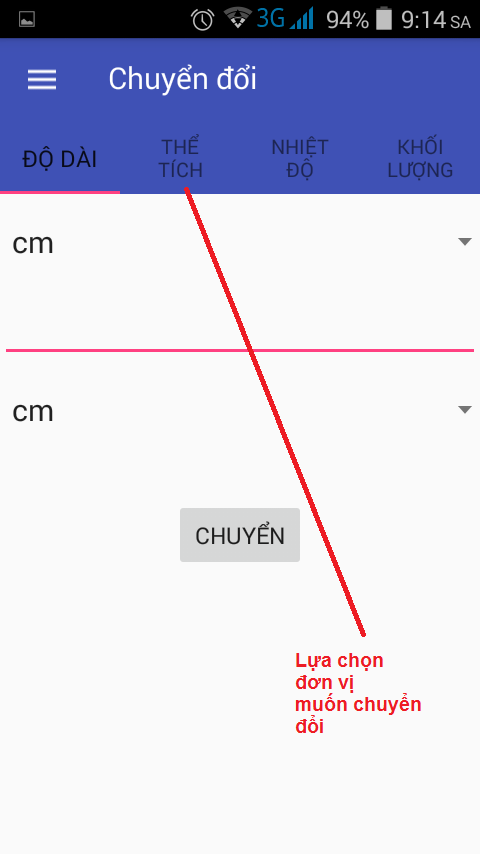 3G 94% 9:14 SA
Chuyển đổi
ĐỘ DÀI
THỂ
TÍCH
NHIỆT
ĐỘ
KHỐI
LƯỢNG
cm
cm
CHUYỂN
Lựa chọn
đơn vị
muốn chuyển
đổi